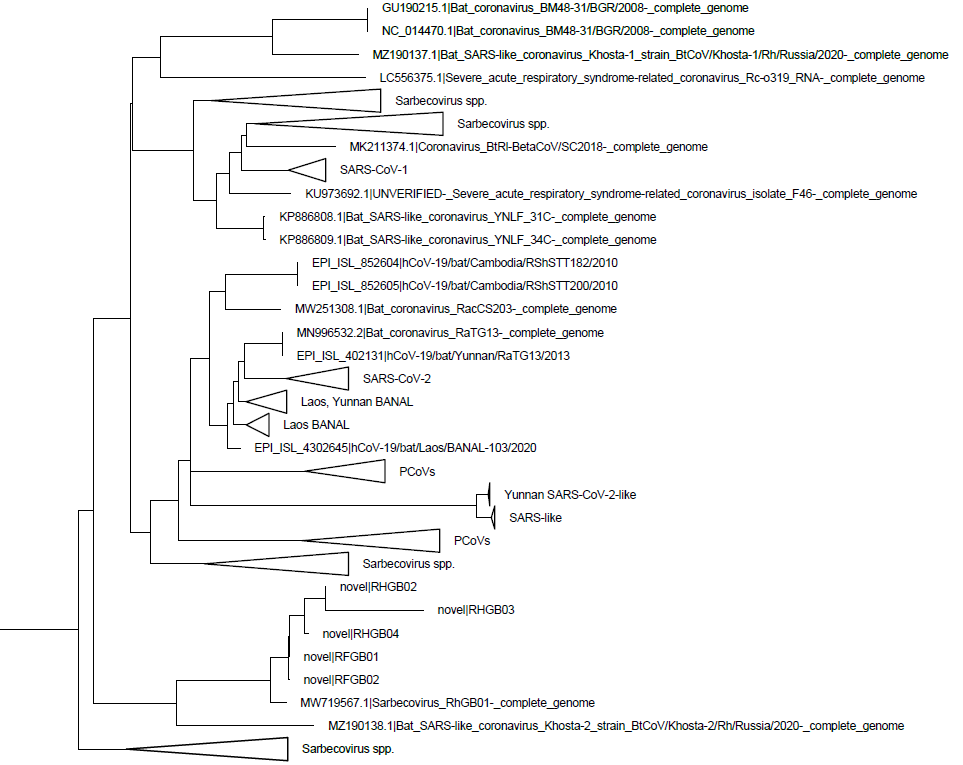 GU190215.1|Bat_coronavirus_BM48-31/BGR/2008-_complete_genome
NC_014470.1|Bat_coronavirus_BM48-31/BGR/2008-_complete_genome
MZ190137.1|Bat_SARS-like_coronavirus_Khosta-1_strain_BtCoV/Khosta-1/Rh/Russia/2020-_complete_genome
LC556375.1|Severe_acute_respiratory_syndrome-related_coronavirus_Rc-o319_RNA-_complete_genome
Sarbecovirus spp.
Sarbecovirus spp.
MK211374.1|Coronavirus_BtRl-BetaCoV/SC2018-_complete_genome
SARS-CoV-1
KU973692.1|UNVERIFIED-_Severe_acute_respiratory_syndrome-related_coronavirus_isolate_F46-_complete_genome
KP886808.1|Bat_SARS-like_coronavirus_YNLF_31C-_complete_genome
KP886809.1|Bat_SARS-like_coronavirus_YNLF_34C-_complete_genome
EPI_ISL_852604|hCoV-19/bat/Cambodia/RShSTT182/2010
EPI_ISL_852605|hCoV-19/bat/Cambodia/RShSTT200/2010
MW251308.1|Bat_coronavirus_RacCS203-_complete_genome
MN996532.2|Bat_coronavirus_RaTG13-_complete_genome
EPI_ISL_402131|hCoV-19/bat/Yunnan/RaTG13/2013
SARS-CoV-2
Laos, Yunnan BANAL
Laos BANAL
EPI_ISL_4302645|hCoV-19/bat/Laos/BANAL-103/2020
PCoVs
Yunnan SARS-CoV-2-like
SARS-like
PCoVs
Sarbecovirus spp.
novel|RHGB02
novel|RHGB03
novel|RHGB04
novel|RFGB01
novel|RFGB02
MW719567.1|Sarbecovirus_RhGB01-_complete_genome
MZ190138.1|Bat_SARS-like_coronavirus_Khosta-2_strain_BtCoV/Khosta-2/Rh/Russia/2020-_complete_genome
Sarbecovirus spp.